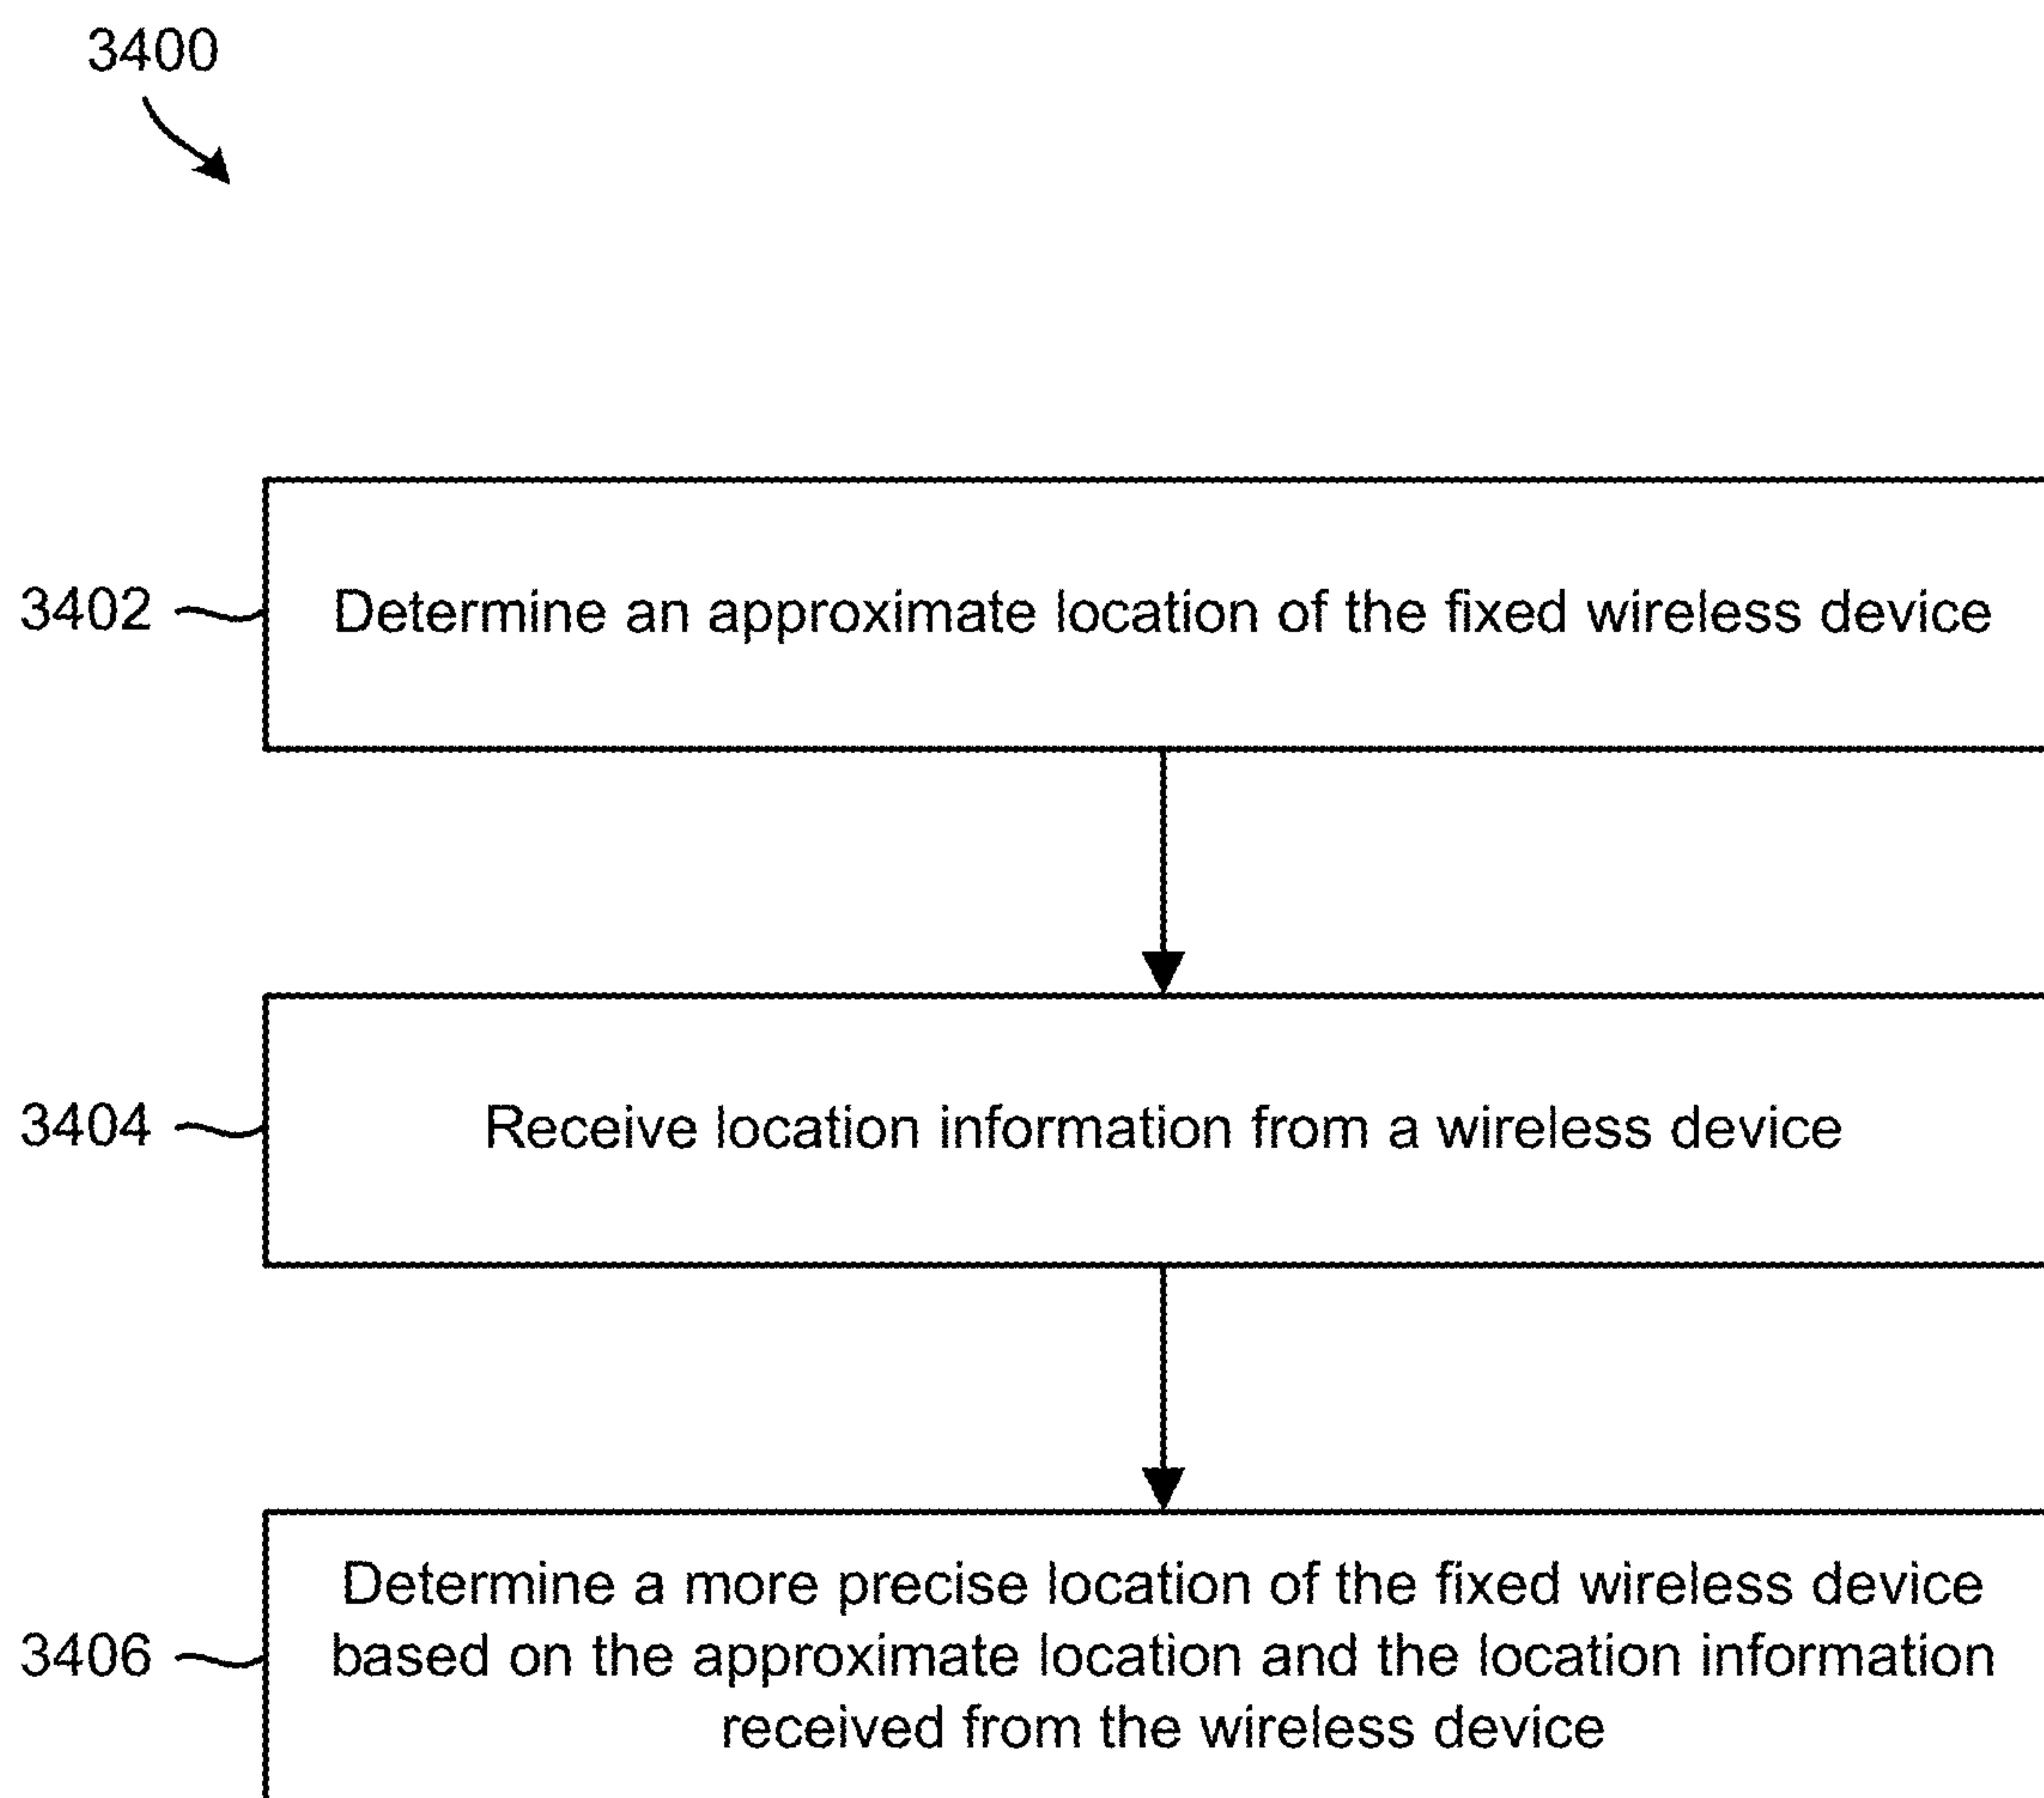 3400
3402
Determine an approximate location of the fixed wireless device
3404
Receive location information from a wireless device
3406
Determine a more precise location of the fixed wireless device
based on the approximate location and the location information
received from the wireless device